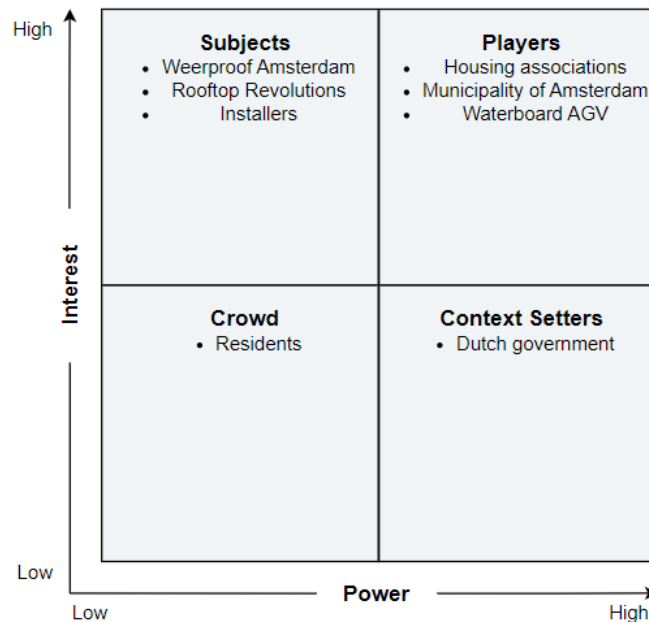 High
Subjects
• Weerproof Amsterdam
• Rooftop Revolutions
• Installers
Players
• Housing associations
• Municipality of Amsterdam
• Waterboard AGV
Interest
Crowd
• Residents
Context Setters
• Dutch government
Low
Low
Power
High